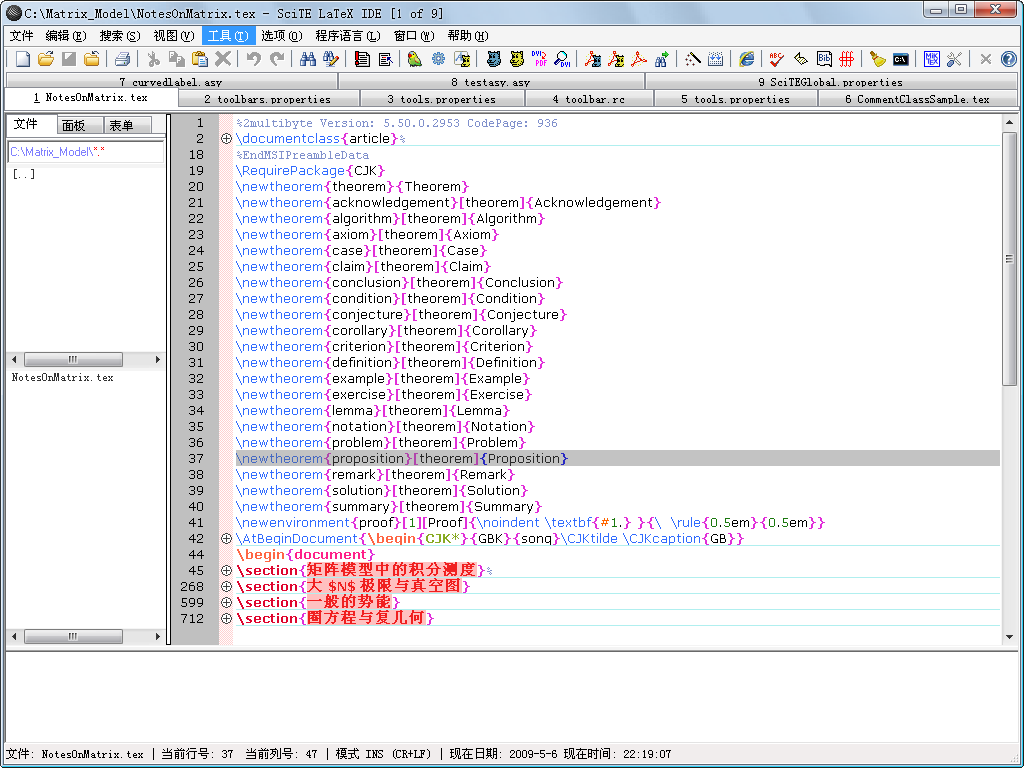 C:\Matrix_Model\NotesOnMatrix.tex - SciTE LaTeX IDE [1 of 9]
文件 编辑(E) 搜索(S) 视图(V) 工具(T) 选项(O) 程序语言(L) 窗口(W) 帮助(H)
7 curvedlabel.asy 8 testasy.asy 9 SciTEGlobal.properties
1 NotesOnMatrix.tex 2 toolbars.properties 3 tools.properties 4 toolbar.rc 5 tools.properties 6 CommentClassSample.tex
文件 面板 表单
C:\Matrix_Model\*.*
[..]
NotesOnMatrix.tex
1 %2multibyte Version: 5.50.0.2953 CodePage: 936
2 \documentclass{article}%
18 %EndMSIPreambleData
19 \RequirePackage{CJK}
20 \newtheorem{theorem}{Theorem}
21 \newtheorem{acknowledgement}[theorem]{Acknowledgement}
22 \newtheorem{algorithm}[theorem]{Algorithm}
23 \newtheorem{axiom}[theorem]{Axiom}
24 \newtheorem{case}[theorem]{Case}
25 \newtheorem{claim}[theorem]{Claim}
26 \newtheorem{conclusion}[theorem]{Conclusion}
27 \newtheorem{condition}[theorem]{Condition}
28 \newtheorem{conjecture}[theorem]{Conjecture}
29 \newtheorem{corollary}[theorem]{Corollary}
30 \newtheorem{criterion}[theorem]{Criterion}
31 \newtheorem{definition}[theorem]{Definition}
32 \newtheorem{example}[theorem]{Example}
33 \newtheorem{exercise}[theorem]{Exercise}
34 \newtheorem{lemma}[theorem]{Lemma}
35 \newtheorem{notation}[theorem]{Notation}
36 \newtheorem{problem}[theorem]{Problem}
37 \newtheorem{proposition}[theorem]{Proposition}
38 \newtheorem{remark}[theorem]{Remark}
39 \newtheorem{solution}[theorem]{Solution}
40 \newtheorem{summary}[theorem]{Summary}
41 \newenvironment{proof}[1][Proof]{\noindent \textbf{#1.} }{\ \rule{0.5em}{0.5em}}
42 \AtBeginDocument{\begin{CJK*}{GBK}{song}\CJKtilde \CJKcaption{GB}}
44 \begin{document}
45 \section{矩阵模型中的积分测度}%
268 \section{大 $N$ 极限与真空图}
599 \section{一般的势能}
712 \section{圈方程与复几何}
文件: NotesOnMatrix.tex | 当前行号: 37 当前列号: 47 | 模式 INS (CR+LF) | 现在日期: 2009-5-6 现在时间: 22:19:07